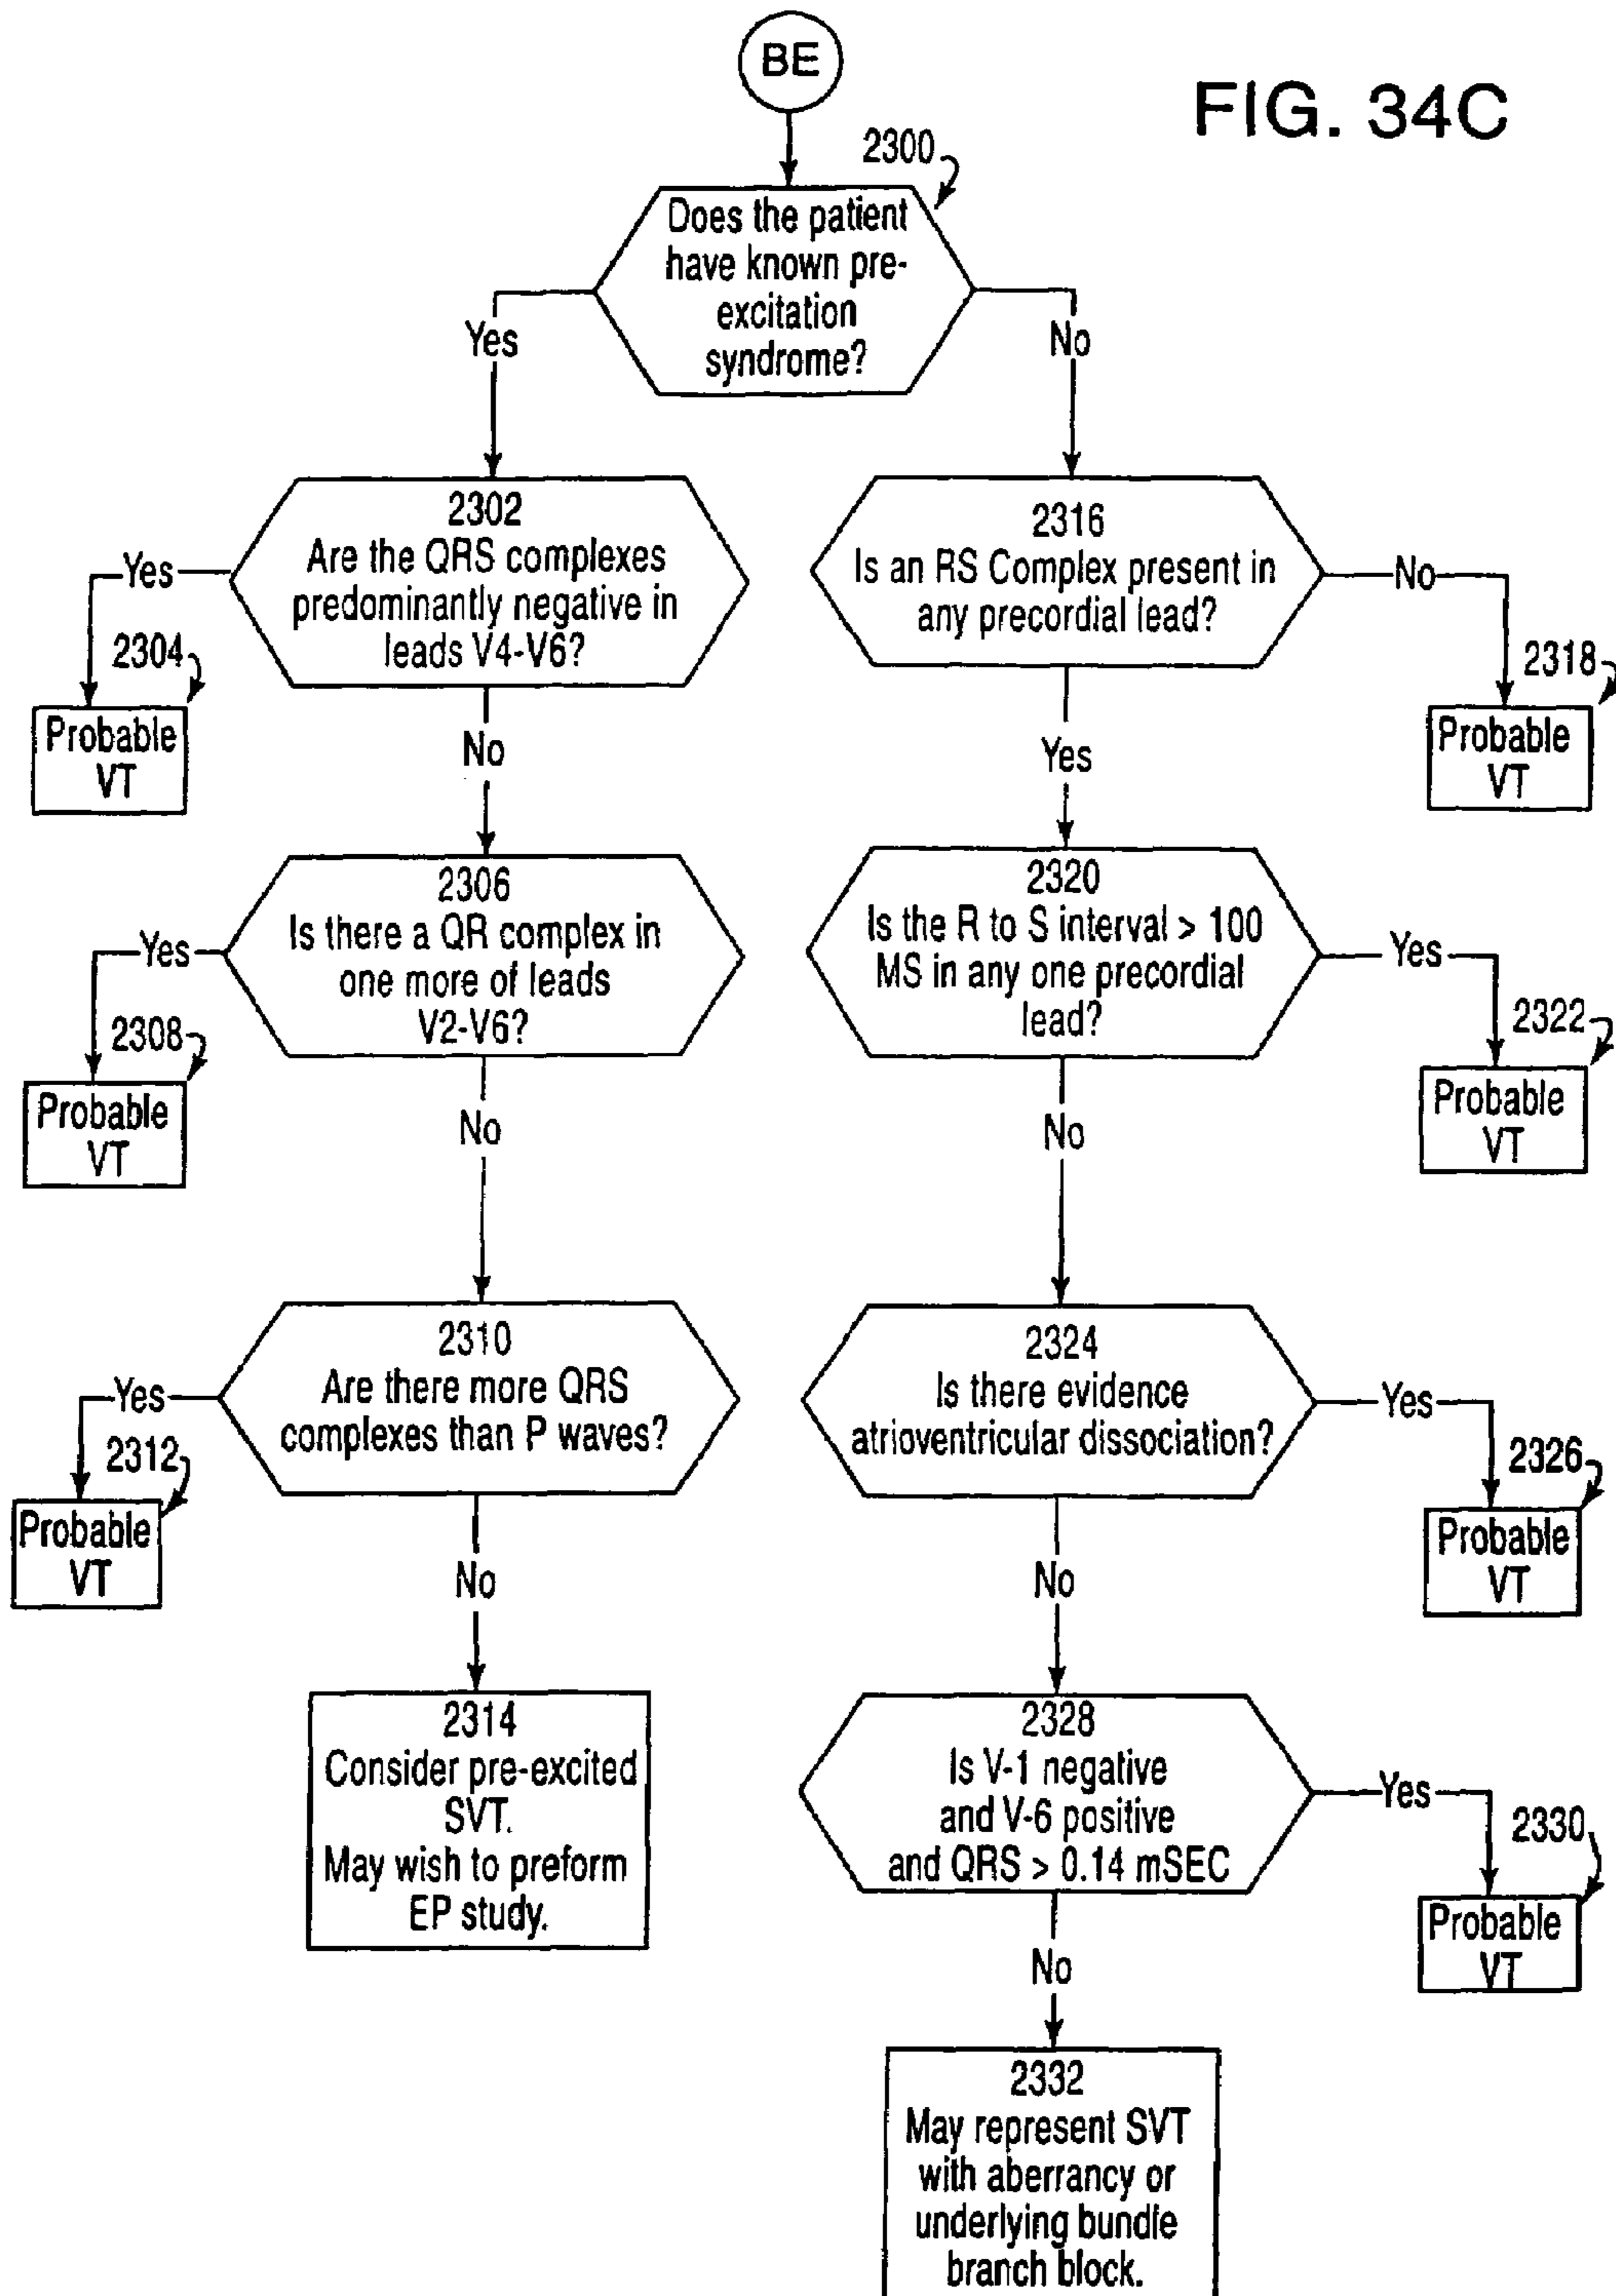 BE
FIG. 34C
2300
Does the patient
have known pre-
excitation
syndrome?
Yes
No
2302
Are the QRS complexes
predominantly negative in
leads V4-V6?
Yes
2304
Probable
VT
No
2316
Is an RS Complex present in
any precordial lead?
No
2318
Probable
VT
Yes
2306
Is there a QR complex in
one more of leads
V2-V6?
Yes
2308
Probable
VT
No
2320
Is the R to S interval > 100
MS in any one precordial
lead?
Yes
2322
Probable
VT
No
2310
Are there more QRS
complexes than P waves?
Yes
2312
Probable
VT
No
2324
Is there evidence
atrioventricular dissociation?
Yes
2326
Probable
VT
No
2314
Consider pre-excited
SVT.
May wish to preform
EP study.
2328
Is V-1 negative
and V-6 positive
and QRS > 0.14 mSEC
Yes
2330
Probable
VT
No
2332
May represent SVT
with aberrancy or
underlying bundle
branch block.